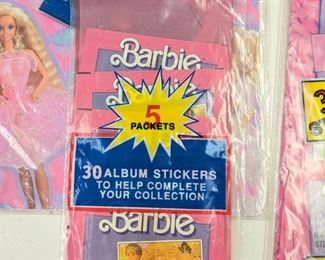 Barbie
5
PACKETS
30 ALBUM STICKERS
TO HELP COMPLETE
YOUR COLLECTION
Barbie